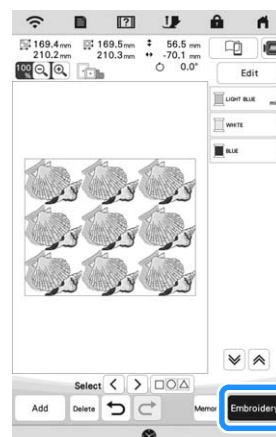 169.4mm 169.5mm 56.5 mm
210.2mm 210.3mm -70.1 mm
0.0°
100%
Edit
LIGHT BLUE
WHITE
BLUE
Select
Add Delete Embroidery